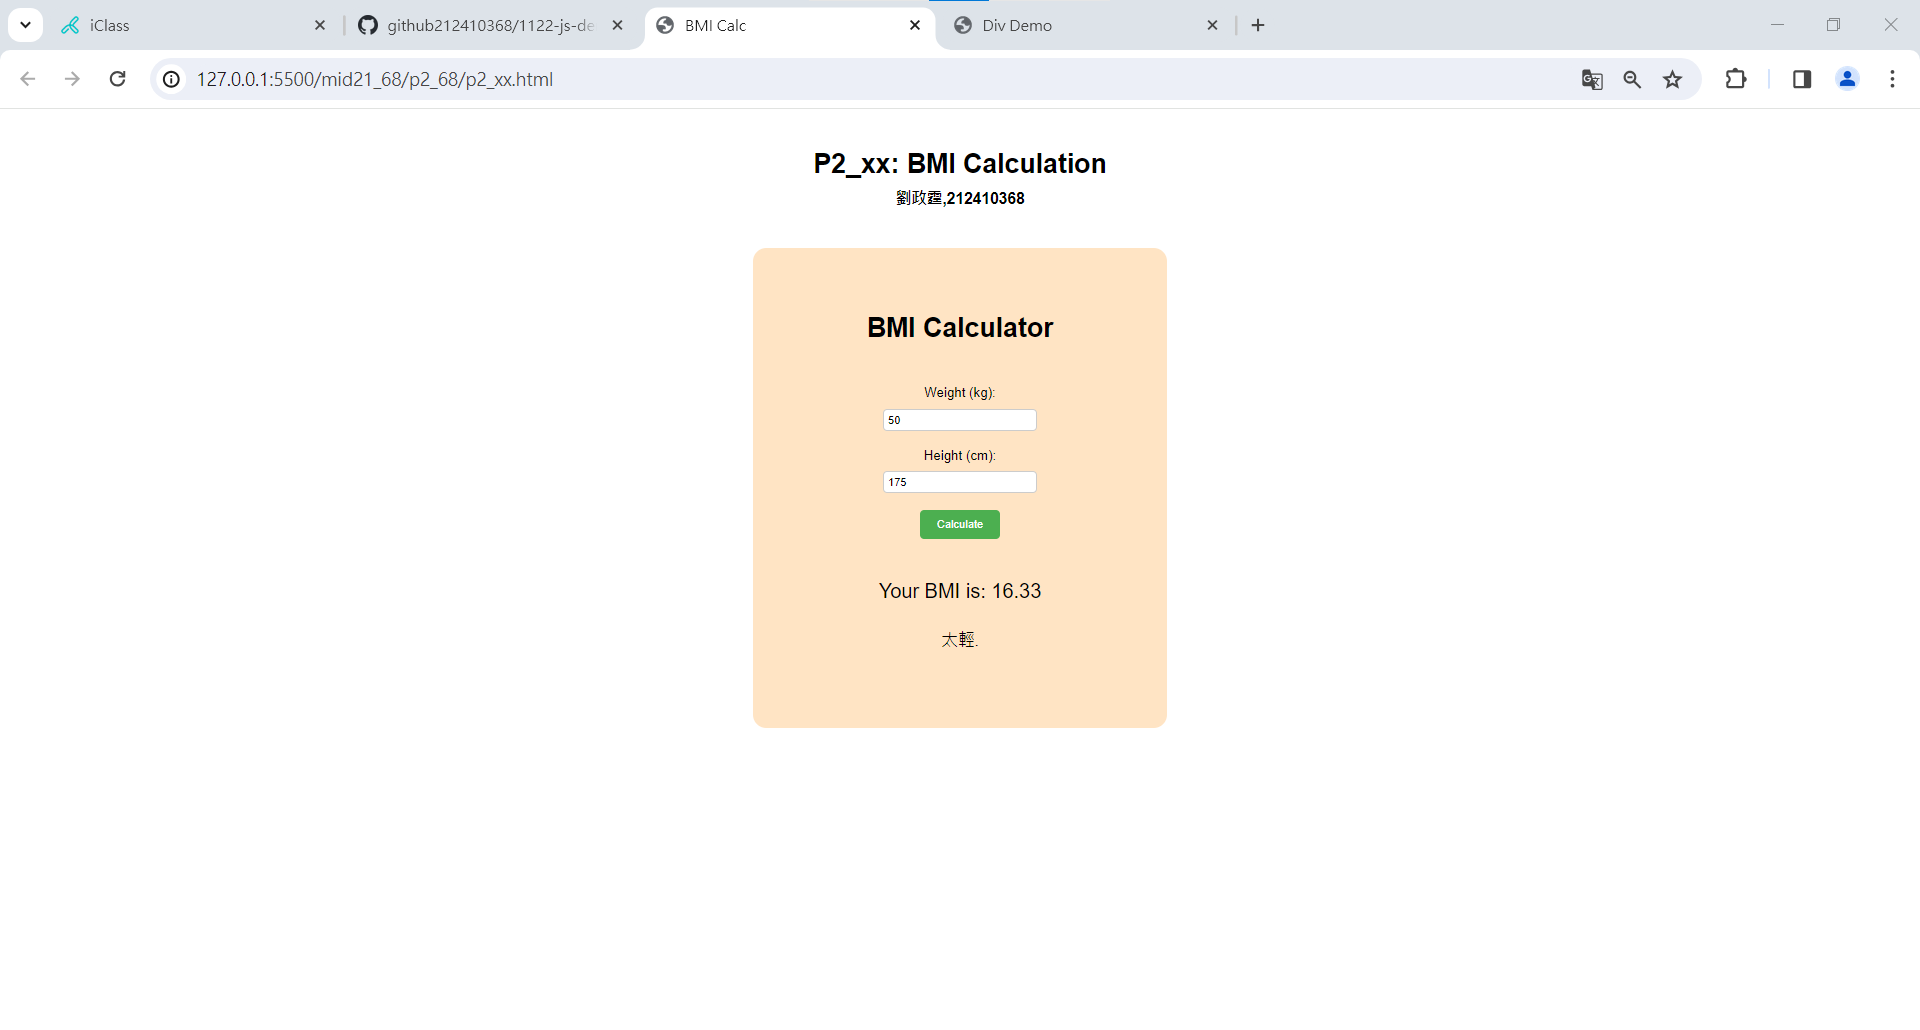 iClass
github212410368/1122-js-de
BMI Calc
Div Demo
127.0.0.1:5500/mid21_68/p2_68/p2_xx.html
P2_xx: BMI Calculation
劉政霆,212410368
BMI Calculator
Weight (kg):
50
Height (cm):
175
Calculate
Your BMI is: 16.33
太輕.